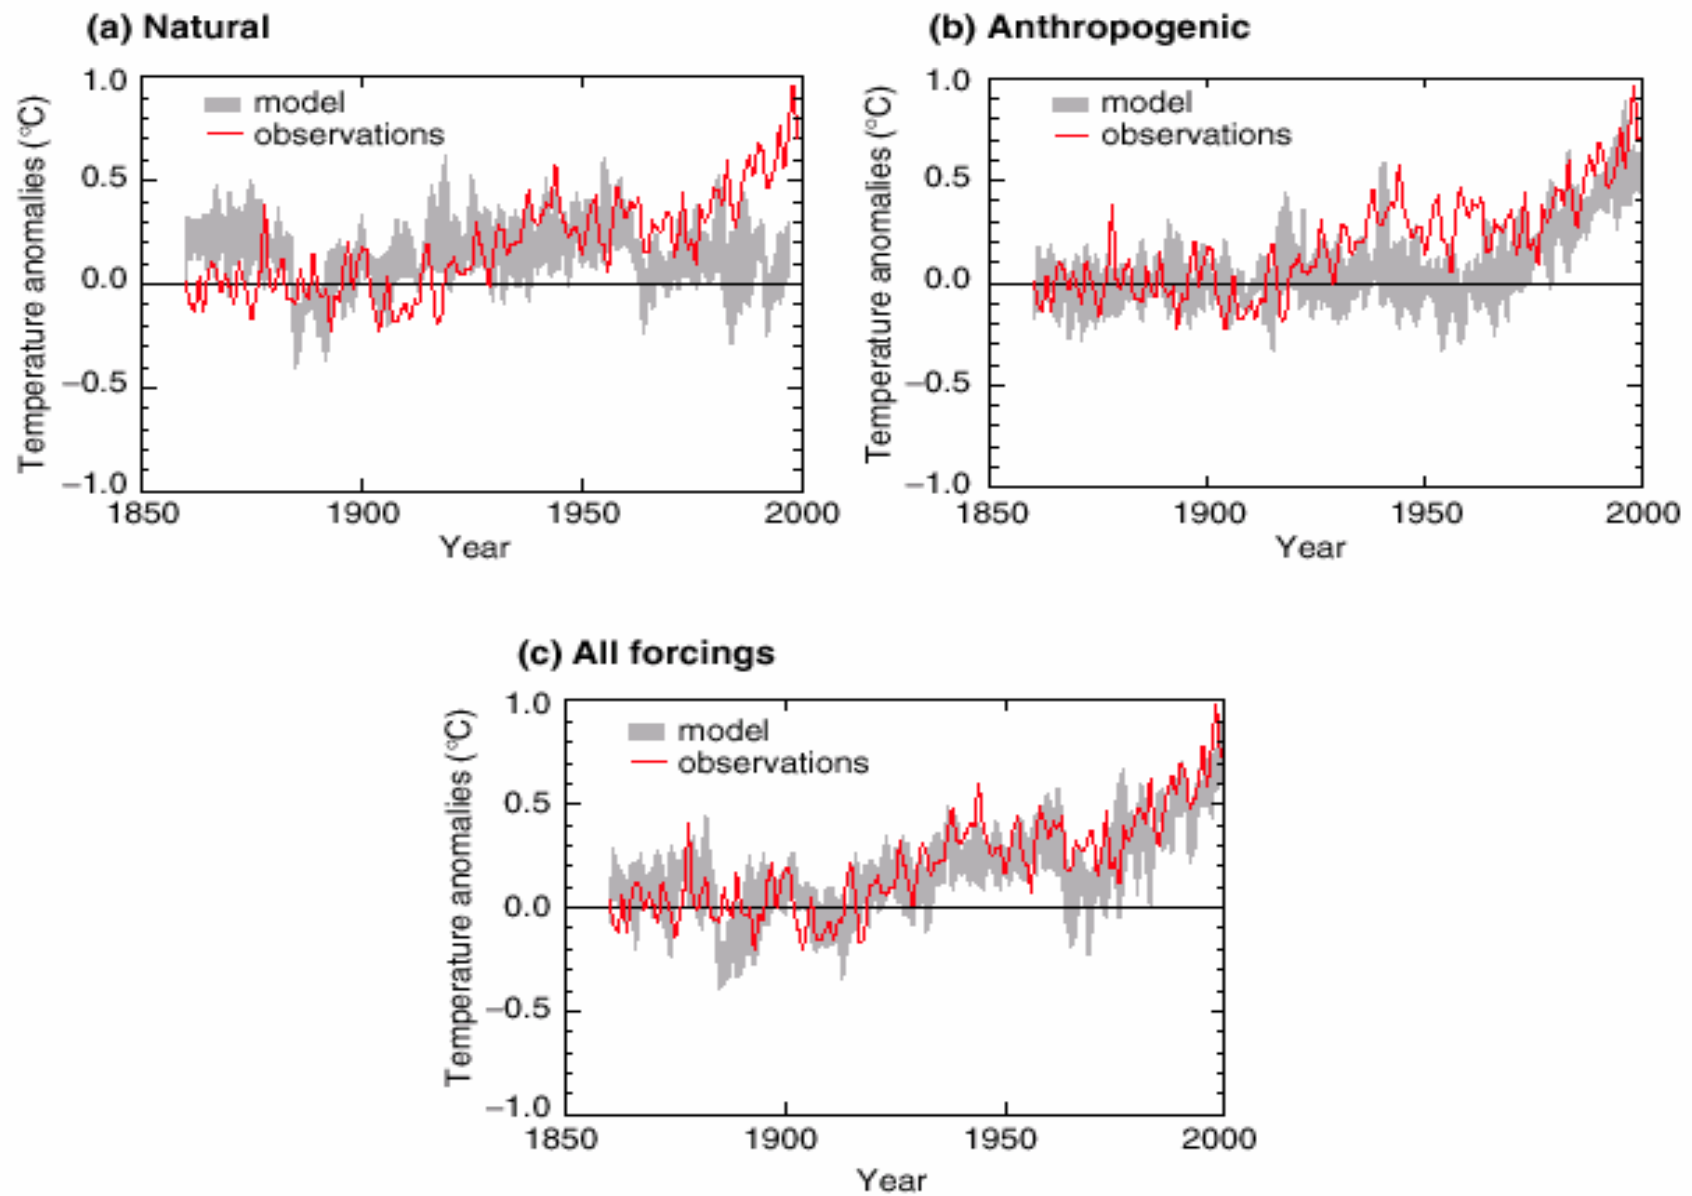 (a) Natural
1.0
0.5
0.0
−0.5
−1.0
Temperature anomalies (°C)
model
observations
1850 1900 1950 2000
Year
(b) Anthropogenic
1.0
0.5
0.0
−0.5
−1.0
Temperature anomalies (°C)
model
observations
1850 1900 1950 2000
Year
(c) All forcings
1.0
0.5
0.0
−0.5
−1.0
Temperature anomalies (°C)
model
observations
1850 1900 1950 2000
Year